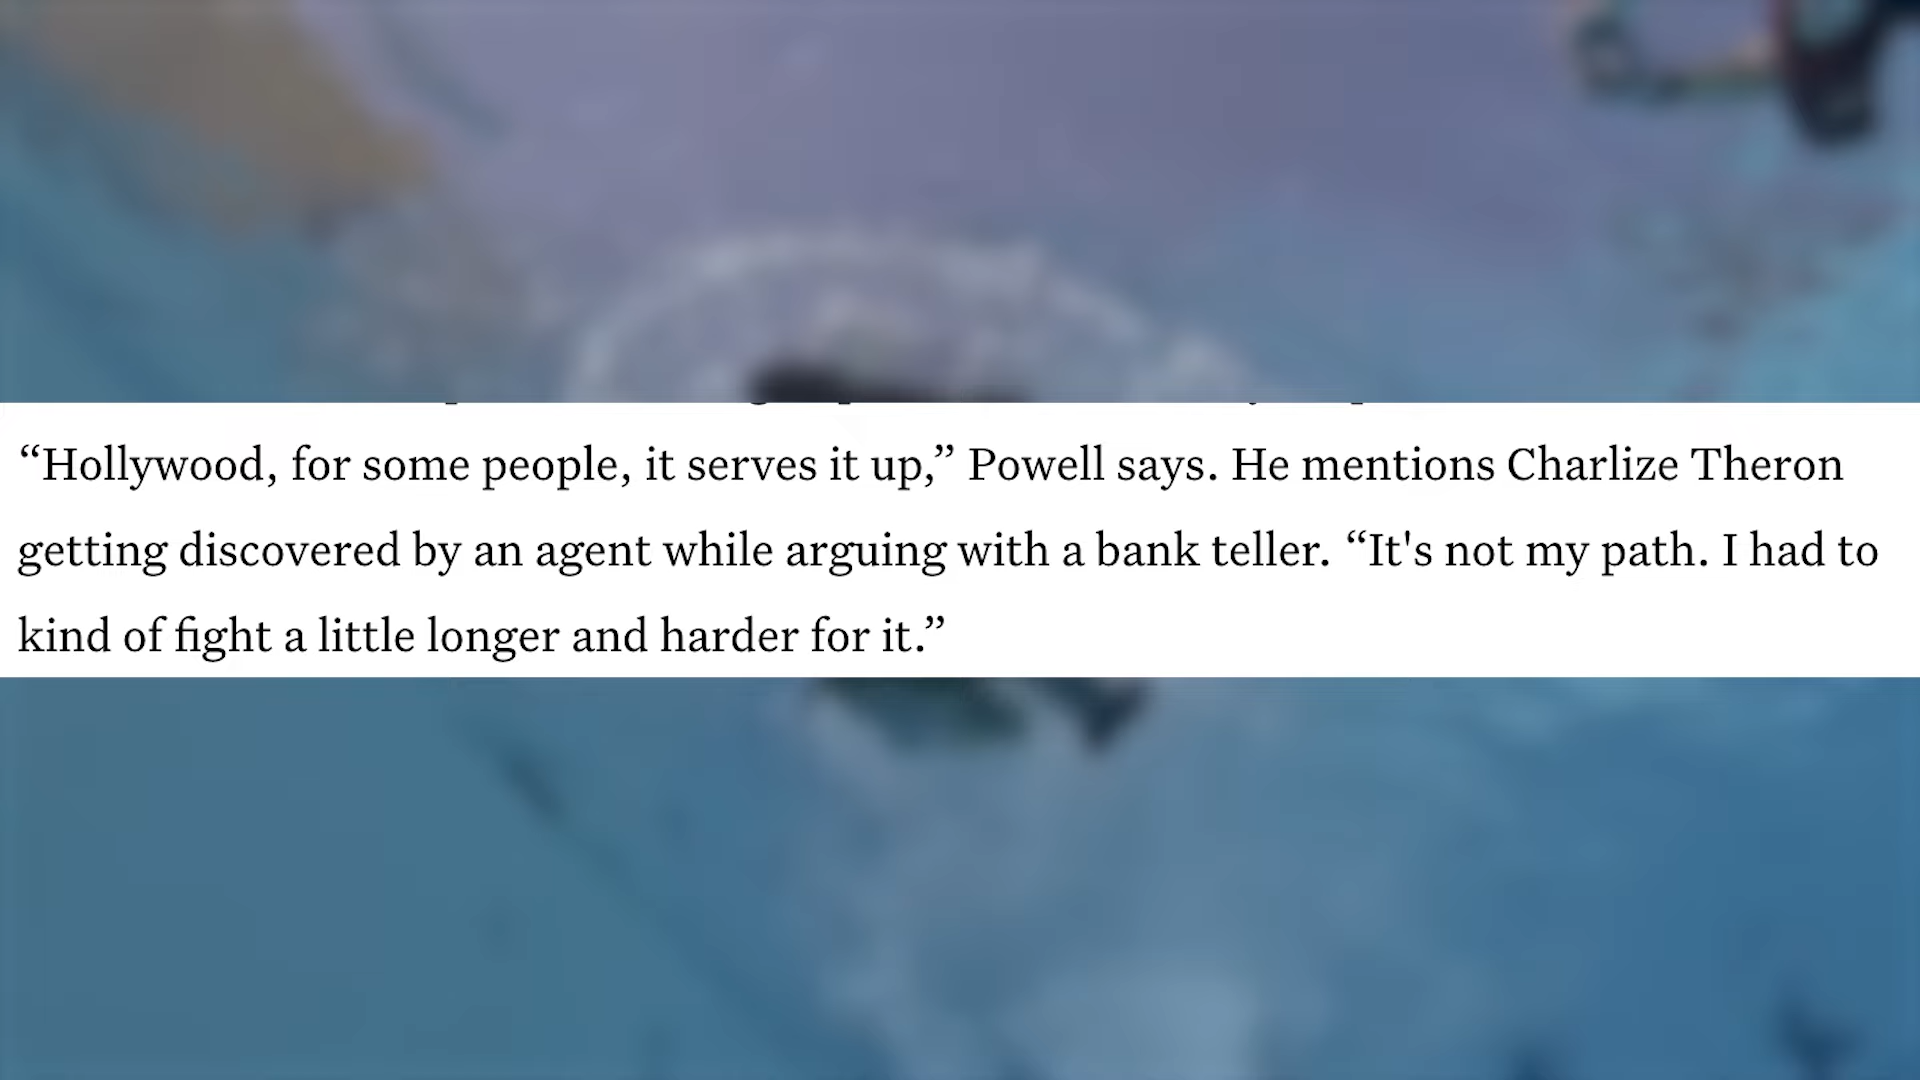 “Hollywood, for some people, it serves it up,” Powell says. He mentions Charlize Theron
getting discovered by an agent while arguing with a bank teller. “It's not my path. I had to
kind of fight a little longer and harder for it.”